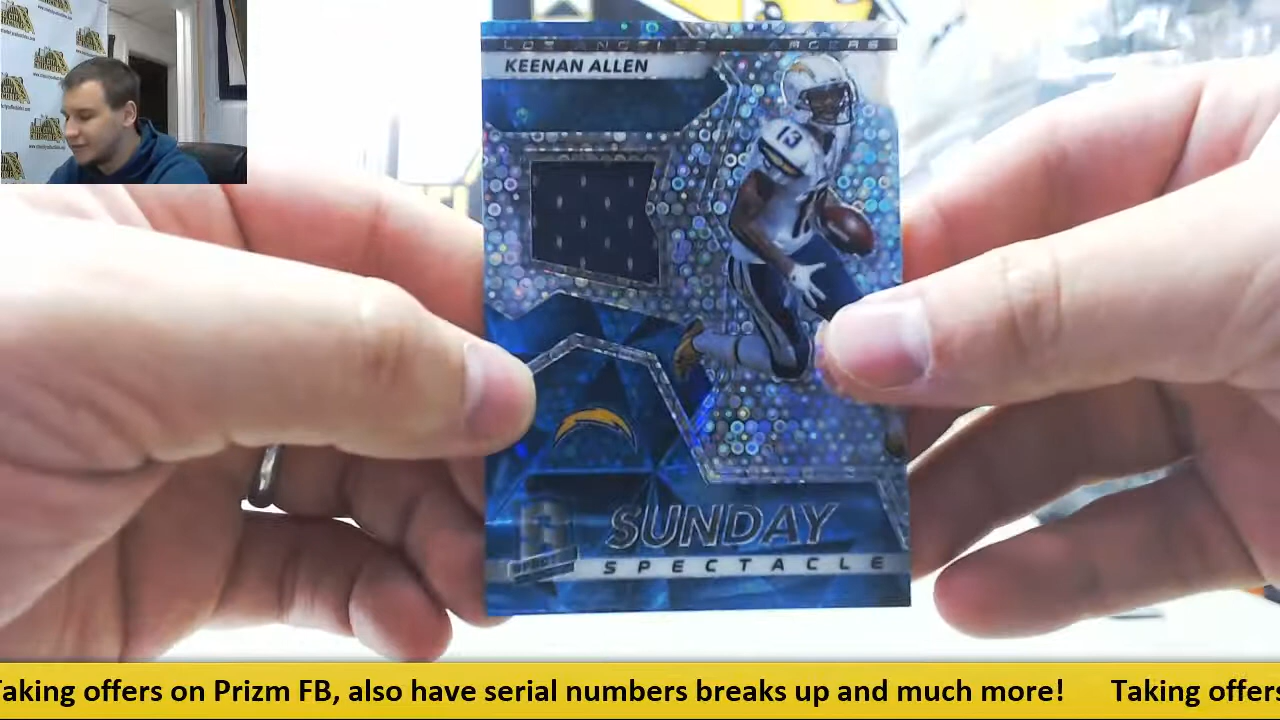 LOS ANGELES CHARGERS
KEENAN ALLEN
13
SUNDAY
SPECTACLE
Taking offers on Prizm FB, also have serial numbers breaks up and much more! Taking offers